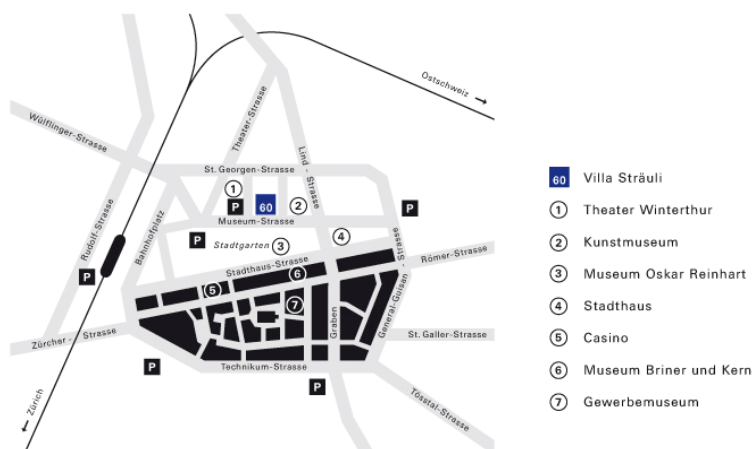 Ostschweiz →
Wülflinger-Strasse
Theater-Strasse
Lind - Strasse
St. Georgen-Strasse
1
P
60
2
Museum-Strasse
P
Rudolf-Strasse
Bahnhofplatz
P
Stadtgarten
3
4
General-Guisan - Strasse
Römer-Strasse
P
Stadthaus-Strasse
6
5
7
Graben
Zürcher - Strasse
St. Galler-Strasse
P
Technikum-Strasse
P
Tösstal-Strasse
← Zürich
60 Villa Sträuli
1 Theater Winterthur
2 Kunstmuseum
3 Museum Oskar Reinhart
4 Stadthaus
5 Casino
6 Museum Briner und Kern
7 Gewerbemuseum